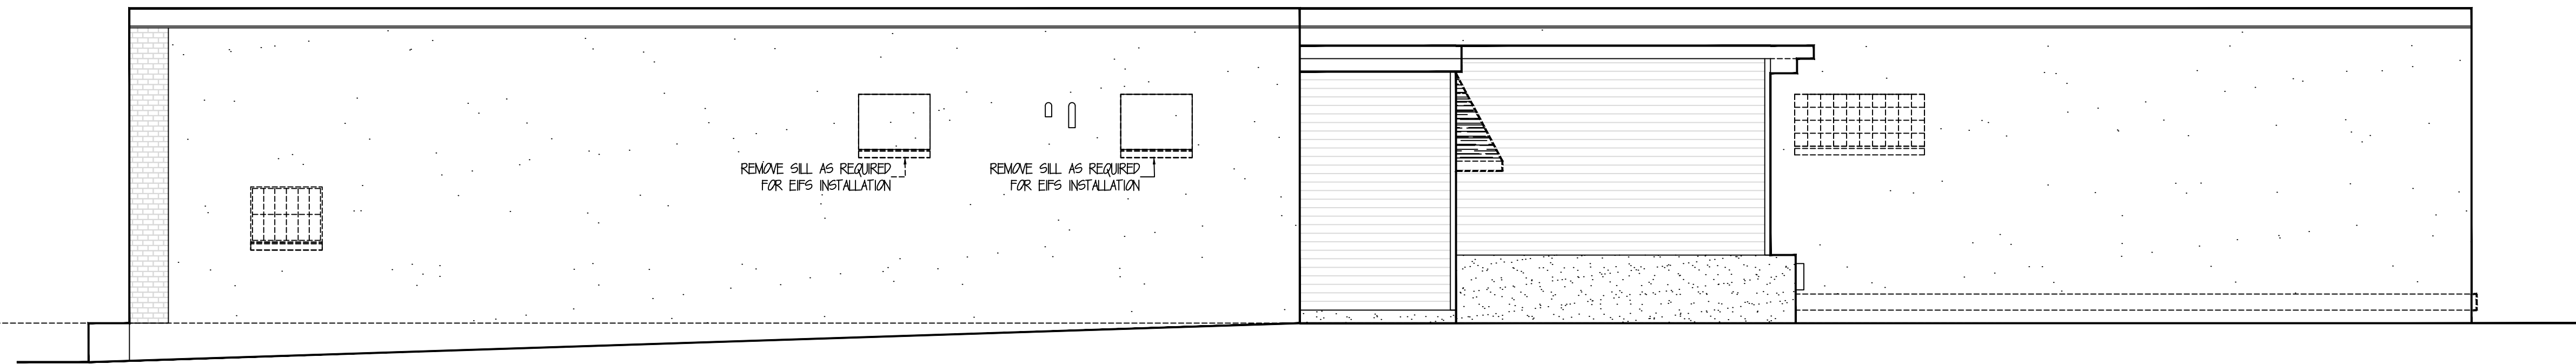 REMOVE SILL AS REQUIRED
FOR EIFS INSTALLATION
REMOVE SILL AS REQUIRED
FOR EIFS INSTALLATION